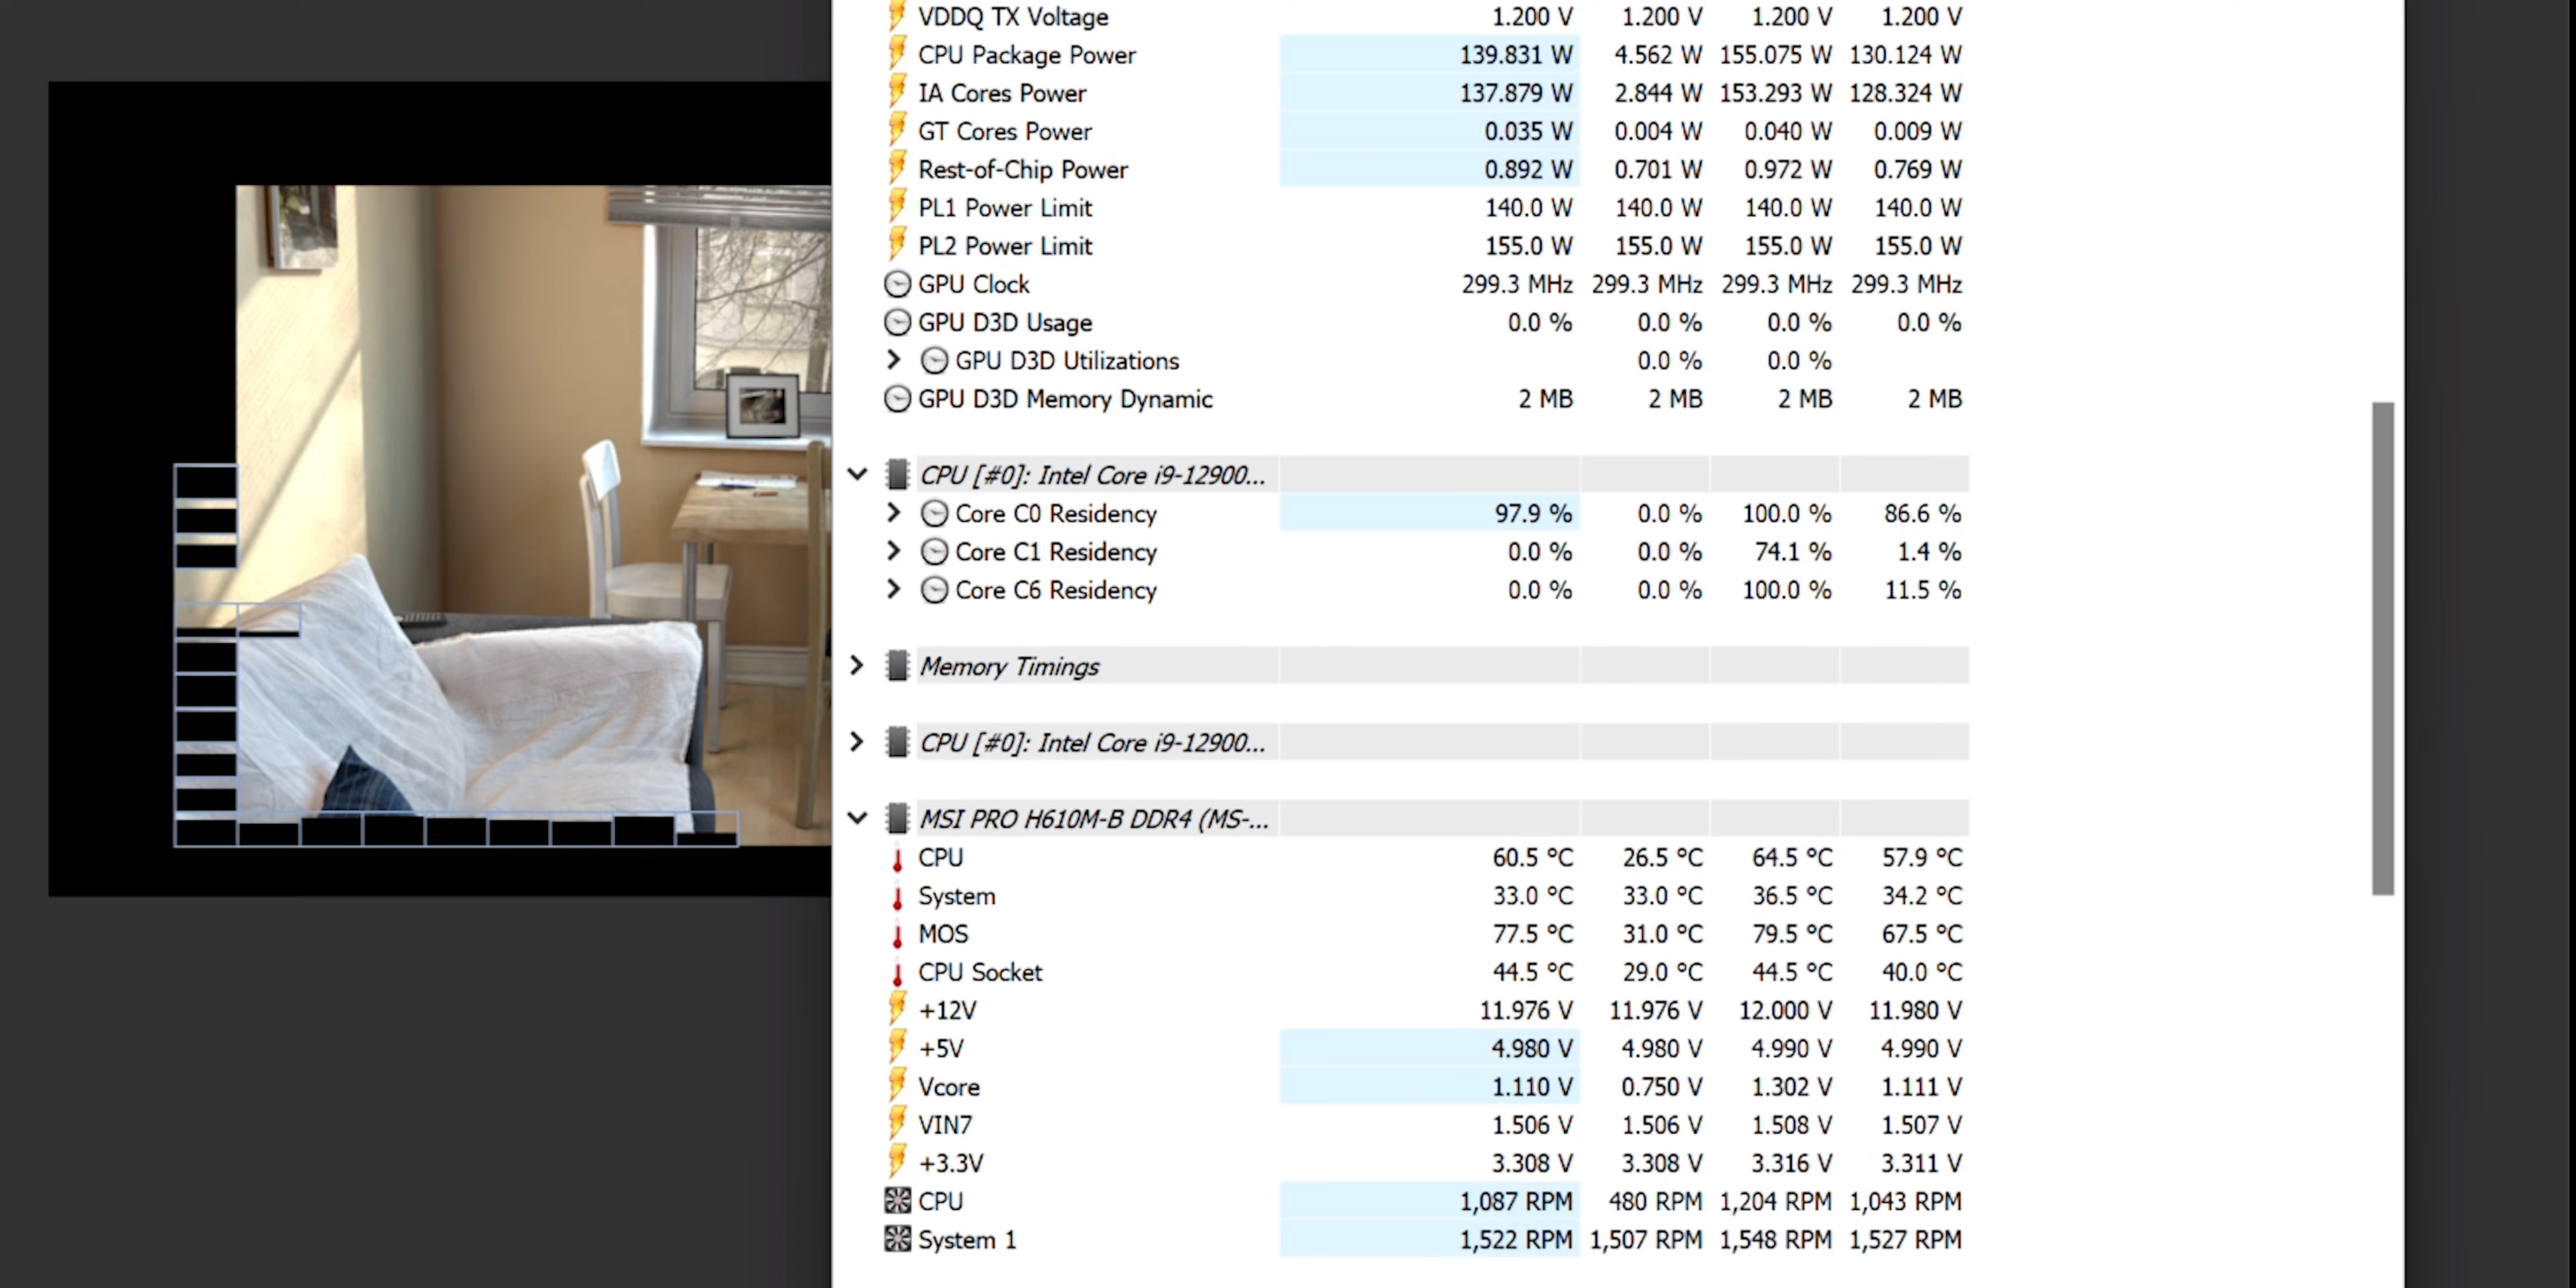 VDDQ TX Voltage 1.200 V 1.200 V 1.200 V 1.200 V
CPU Package Power 139.831 W 4.562 W 155.075 W 130.124 W
IA Cores Power 137.879 W 2.844 W 153.293 W 128.324 W
GT Cores Power 0.035 W 0.004 W 0.040 W 0.009 W
Rest-of-Chip Power 0.892 W 0.701 W 0.972 W 0.769 W
PL1 Power Limit 140.0 W 140.0 W 140.0 W 140.0 W
PL2 Power Limit 155.0 W 155.0 W 155.0 W 155.0 W
GPU Clock 299.3 MHz 299.3 MHz 299.3 MHz 299.3 MHz
GPU D3D Usage 0.0 % 0.0 % 0.0 % 0.0 %
GPU D3D Utilizations 0.0 % 0.0 %
GPU D3D Memory Dynamic 2 MB 2 MB 2 MB 2 MB
CPU [#0]: Intel Core i9-12900...
Core C0 Residency 97.9 % 0.0 % 100.0 % 86.6 %
Core C1 Residency 0.0 % 0.0 % 74.1 % 1.4 %
Core C6 Residency 0.0 % 0.0 % 100.0 % 11.5 %
Memory Timings
CPU [#0]: Intel Core i9-12900...
MSI PRO H610M-B DDR4 (MS-...
CPU 60.5 °C 26.5 °C 64.5 °C 57.9 °C
System 33.0 °C 33.0 °C 36.5 °C 34.2 °C
MOS 77.5 °C 31.0 °C 79.5 °C 67.5 °C
CPU Socket 44.5 °C 29.0 °C 44.5 °C 40.0 °C
+12V 11.976 V 11.976 V 12.000 V 11.980 V
+5V 4.980 V 4.980 V 4.990 V 4.990 V
Vcore 1.110 V 0.750 V 1.302 V 1.111 V
VIN7 1.506 V 1.506 V 1.508 V 1.507 V
+3.3V 3.308 V 3.308 V 3.316 V 3.311 V
CPU 1,087 RPM 480 RPM 1,204 RPM 1,043 RPM
System 1 1,522 RPM 1,507 RPM 1,548 RPM 1,527 RPM